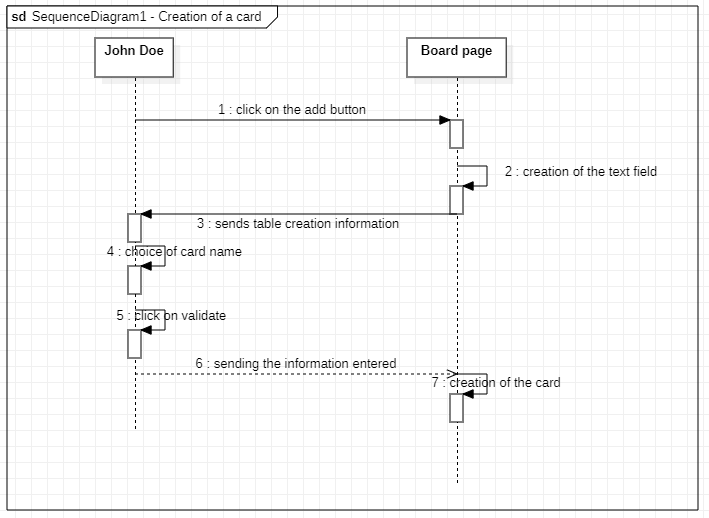 sd SequenceDiagram1 - Creation of a card
John Doe
Board page
1 : click on the add button
2 : creation of the text field
3 : sends table creation information
4 : choice of card name
5 : click on validate
6 : sending the information entered
7 : creation of the card